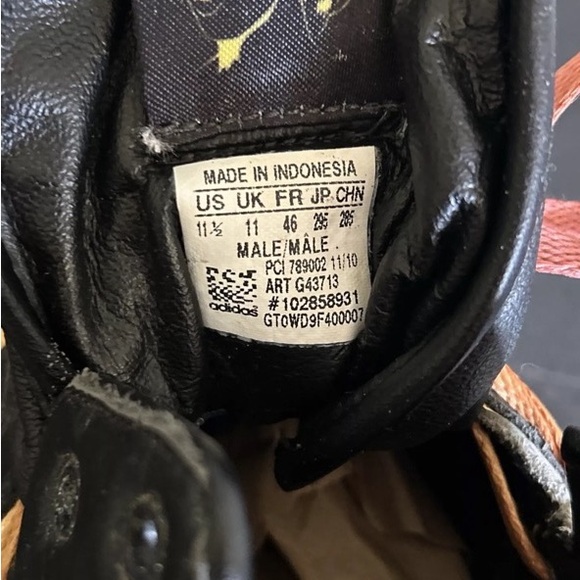 MADE IN INDONESIA
US UK FR JP CHN
11½ 11 46 295 285
MALE/MÂLE
PCI 789002 11/10
ART G43713
#102858931
adidas GT0WD9F400007